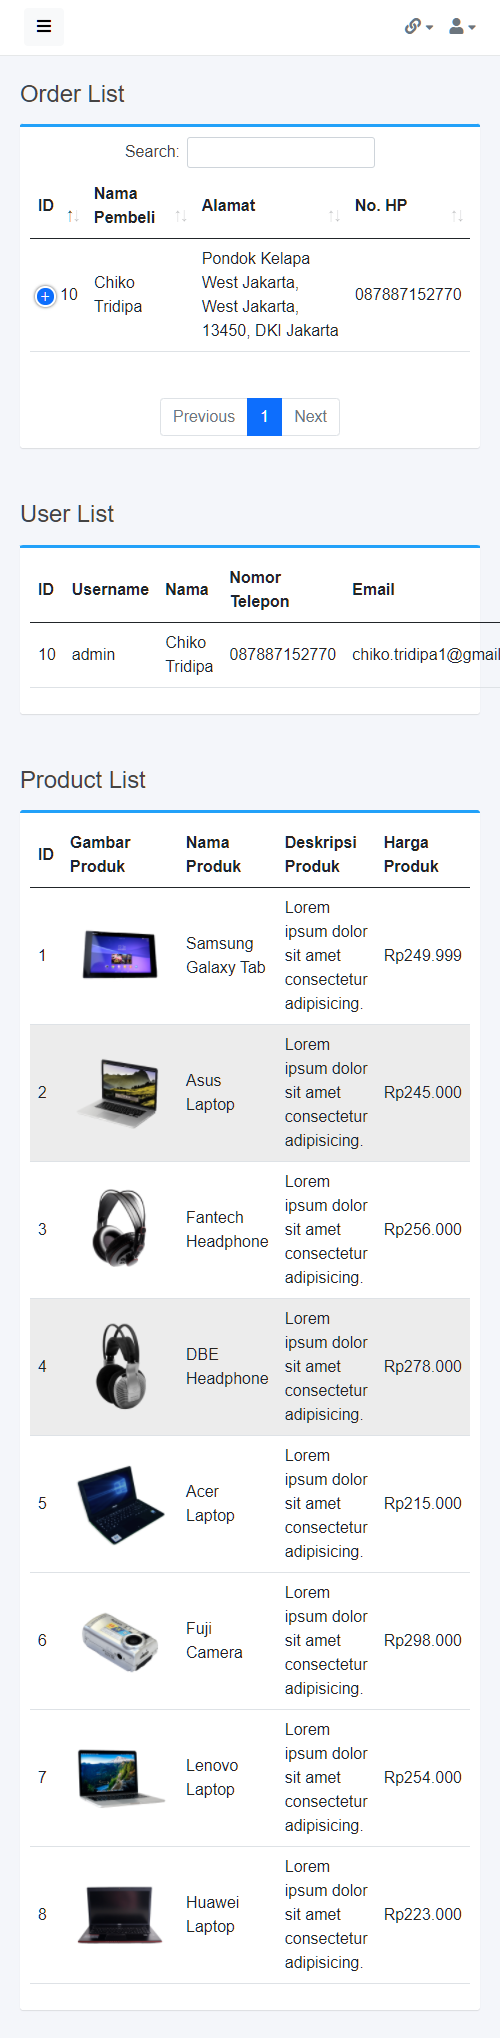 Order List
Search:
ID
Nama
Pembeli
Alamat
No. HP
10
Chiko
Tridipa
Pondok Kelapa
West Jakarta,
West Jakarta,
13450, DKI Jakarta
087887152770
Previous
1
Next
User List
ID
Username
Nama
Nomor
Telepon
Email
10
admin
Chiko
Tridipa
087887152770
chiko.tridipa1@gmail
Product List
ID
Gambar
Produk
Nama
Produk
Deskripsi
Produk
Harga
Produk
1
Samsung
Galaxy Tab
Lorem
ipsum dolor
sit amet
consectetur
adipisicing.
Rp249.999
2
Asus
Laptop
Lorem
ipsum dolor
sit amet
consectetur
adipisicing.
Rp245.000
3
Fantech
Headphone
Lorem
ipsum dolor
sit amet
consectetur
adipisicing.
Rp256.000
4
DBE
Headphone
Lorem
ipsum dolor
sit amet
consectetur
adipisicing.
Rp278.000
5
Acer
Laptop
Lorem
ipsum dolor
sit amet
consectetur
adipisicing.
Rp215.000
6
Fuji
Camera
Lorem
ipsum dolor
sit amet
consectetur
adipisicing.
Rp298.000
7
Lenovo
Laptop
Lorem
ipsum dolor
sit amet
consectetur
adipisicing.
Rp254.000
8
Huawei
Laptop
Lorem
ipsum dolor
sit amet
consectetur
adipisicing.
Rp223.000